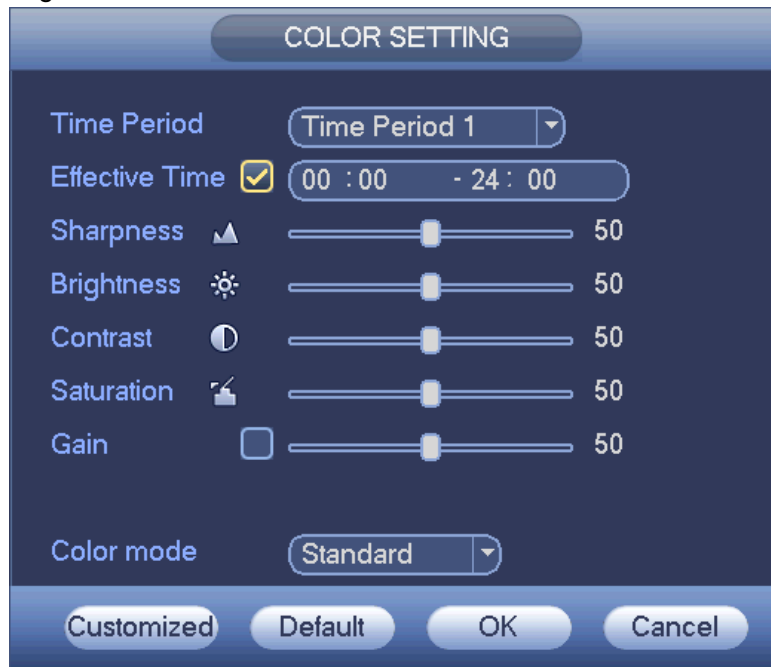 COLOR SETTING
Time Period Time Period 1
Effective Time 00 :00 - 24 : 00
Sharpness 50
Brightness 50
Contrast 50
Saturation 50
Gain 50
Color mode Standard
Customized Default OK Cancel